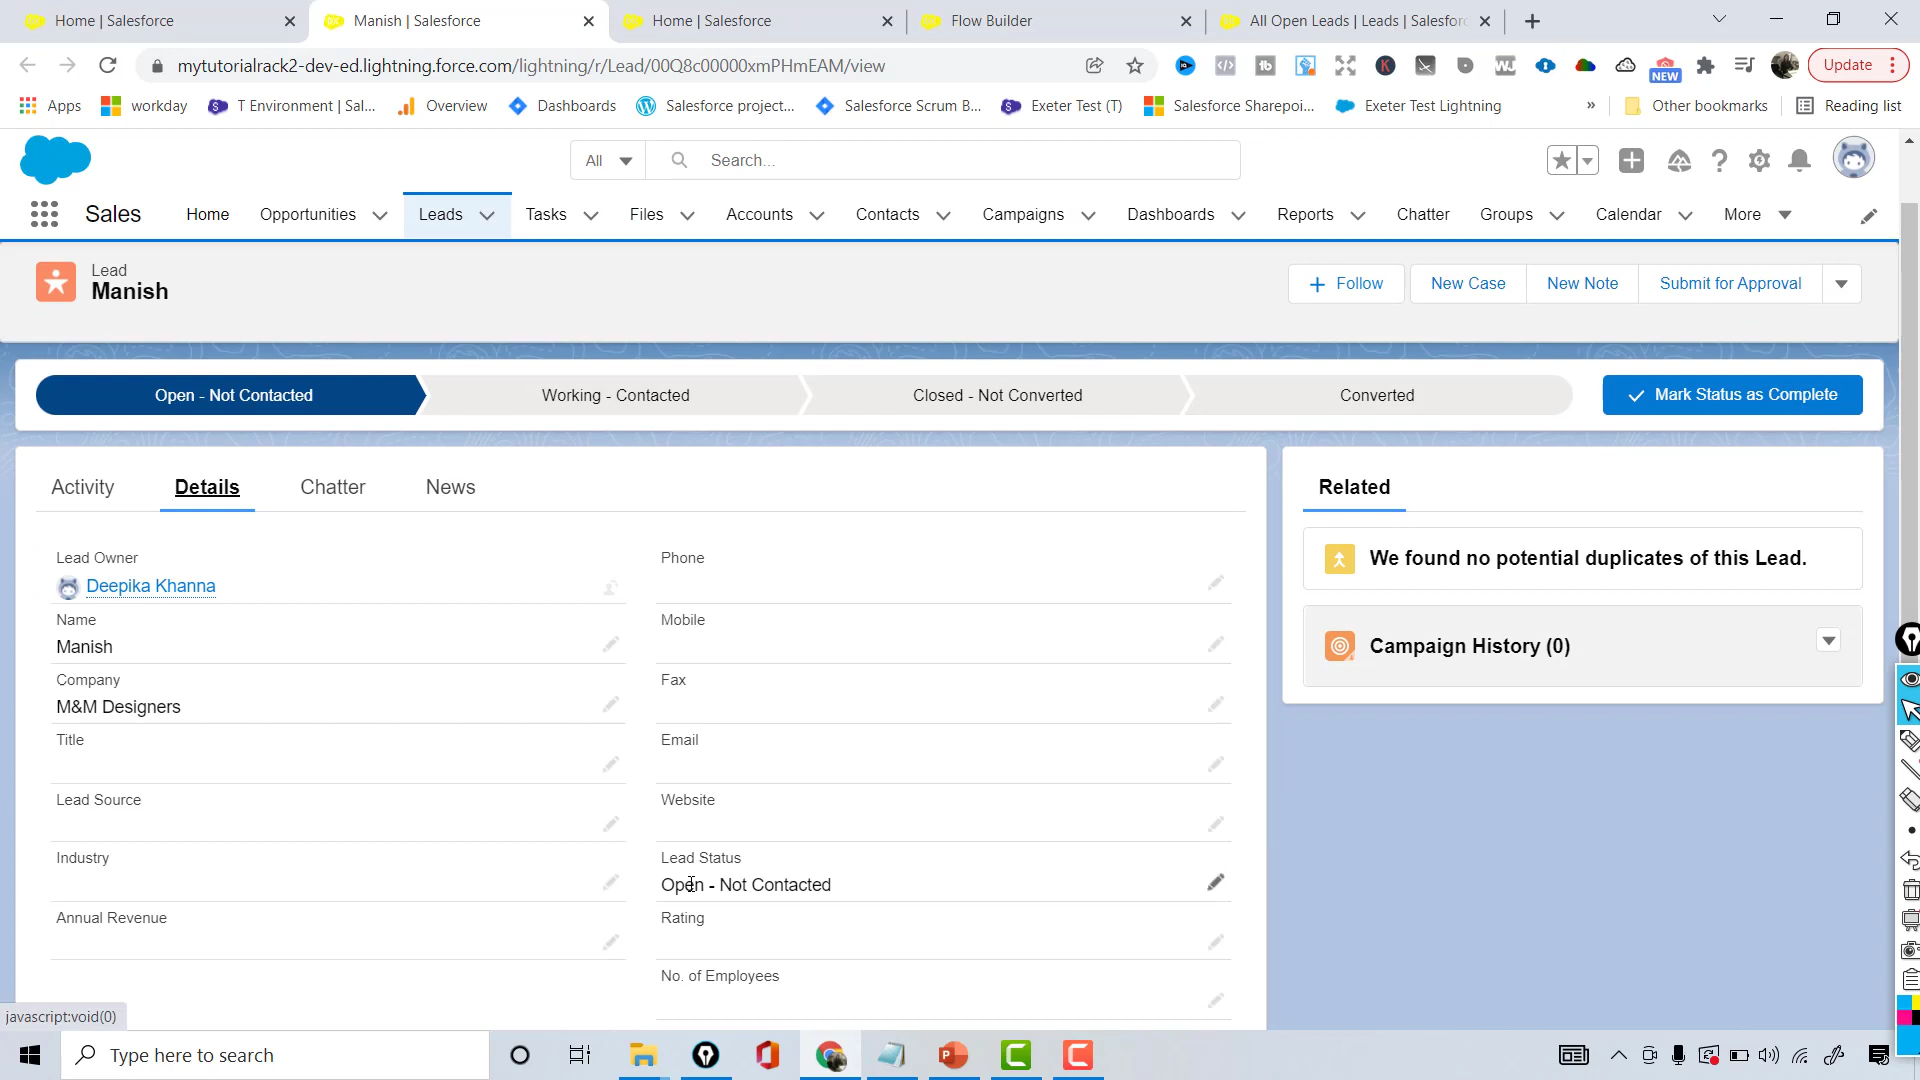 Home | Salesforce
Manish | Salesforce
Home | Salesforce
Flow Builder
All Open Leads | Leads | Salesforc
mytutorialrack2-dev-ed.lightning.force.com/lightning/r/Lead/00Q8c00000xmPHmEAM/view
NEW
Update
Apps
workday
T Environment | Sal...
Overview
Dashboards
Salesforce project...
Salesforce Scrum B...
Exeter Test (T)
Salesforce Sharepoi...
Exeter Test Lightning
»
Other bookmarks
Reading list
All
Search...
Sales
Home
Opportunities
Leads
Tasks
Files
Accounts
Contacts
Campaigns
Dashboards
Reports
Chatter
Groups
Calendar
More
Lead
Manish
+ Follow
New Case
New Note
Submit for Approval
Open - Not Contacted
Working - Contacted
Closed - Not Converted
Converted
Mark Status as Complete
Activity
Details
Chatter
News
Related
We found no potential duplicates of this Lead.
Campaign History (0)
Lead Owner
Deepika Khanna
Phone
Name
Manish
Mobile
Company
M&M Designers
Fax
Title
Email
Lead Source
Website
Industry
Lead Status
Open - Not Contacted
Annual Revenue
Rating
No. of Employees
javascript:void(0)
Type here to search